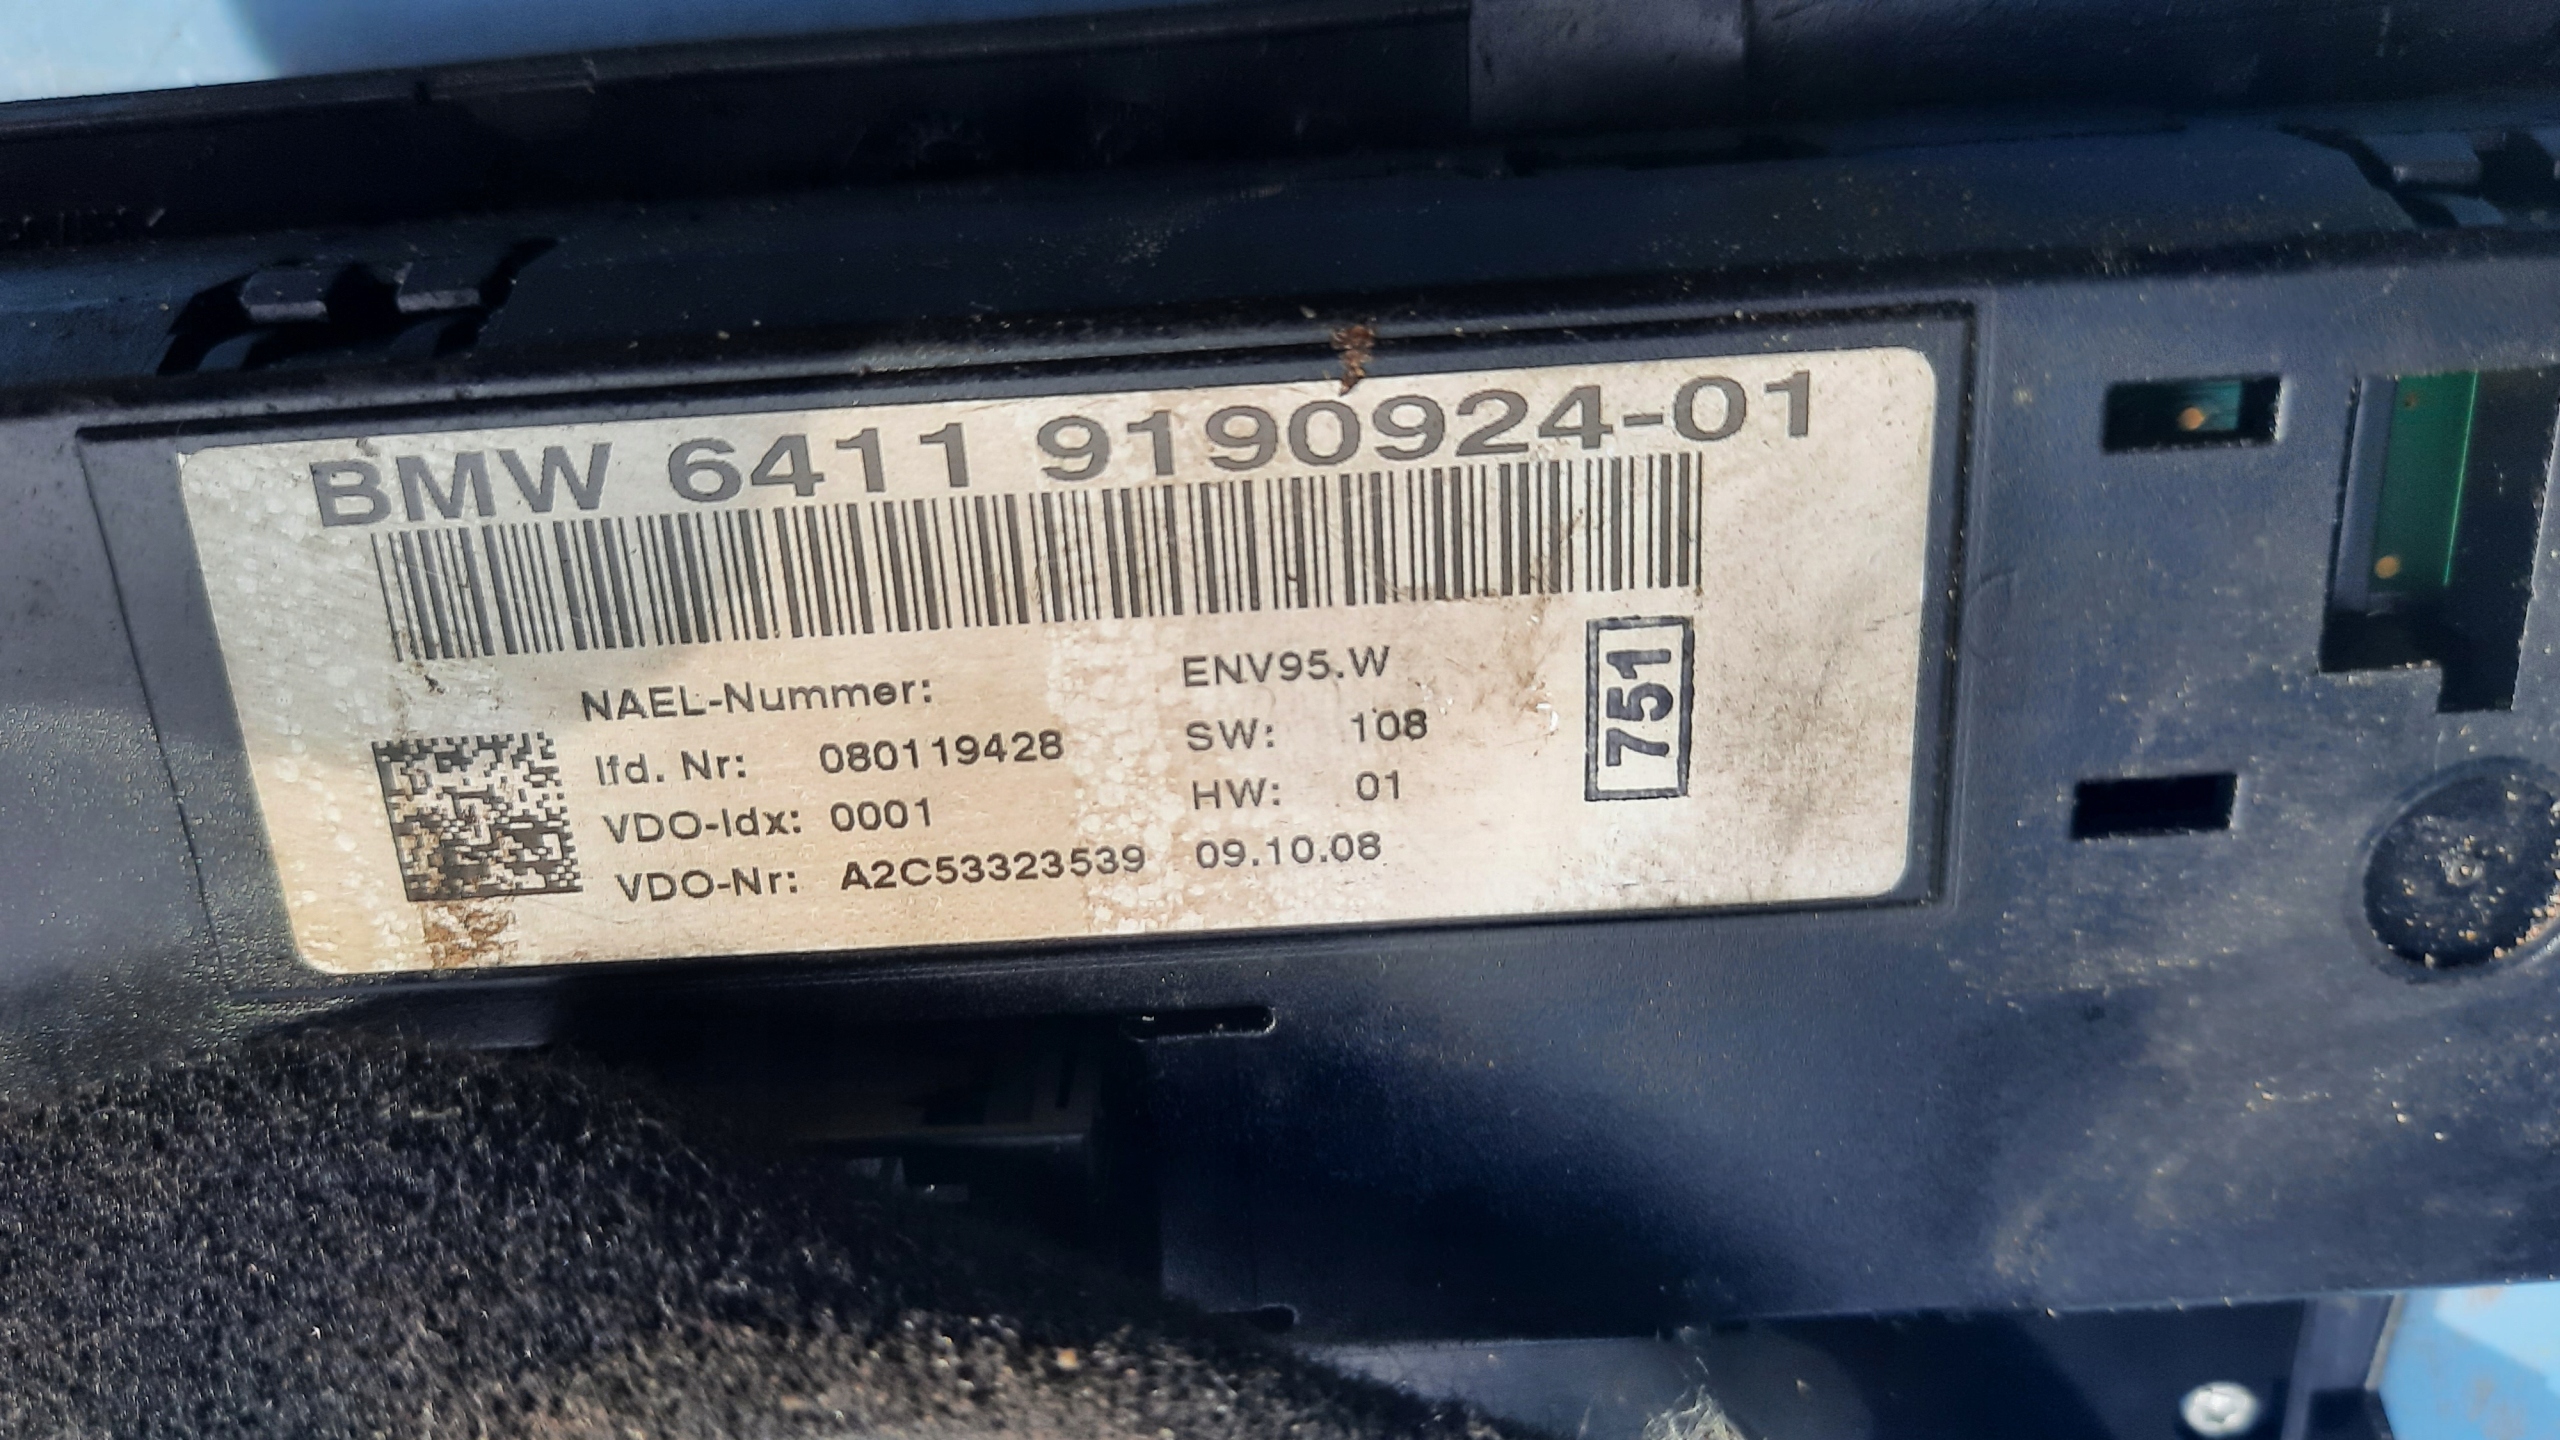 BMW 6411 9190924-01
NAEL-Nummer:
ENV95.W
lfd. Nr: 080119428
SW: 108
VDO-Idx: 0001
HW: 01
VDO-Nr: A2C53323539
09.10.08
751